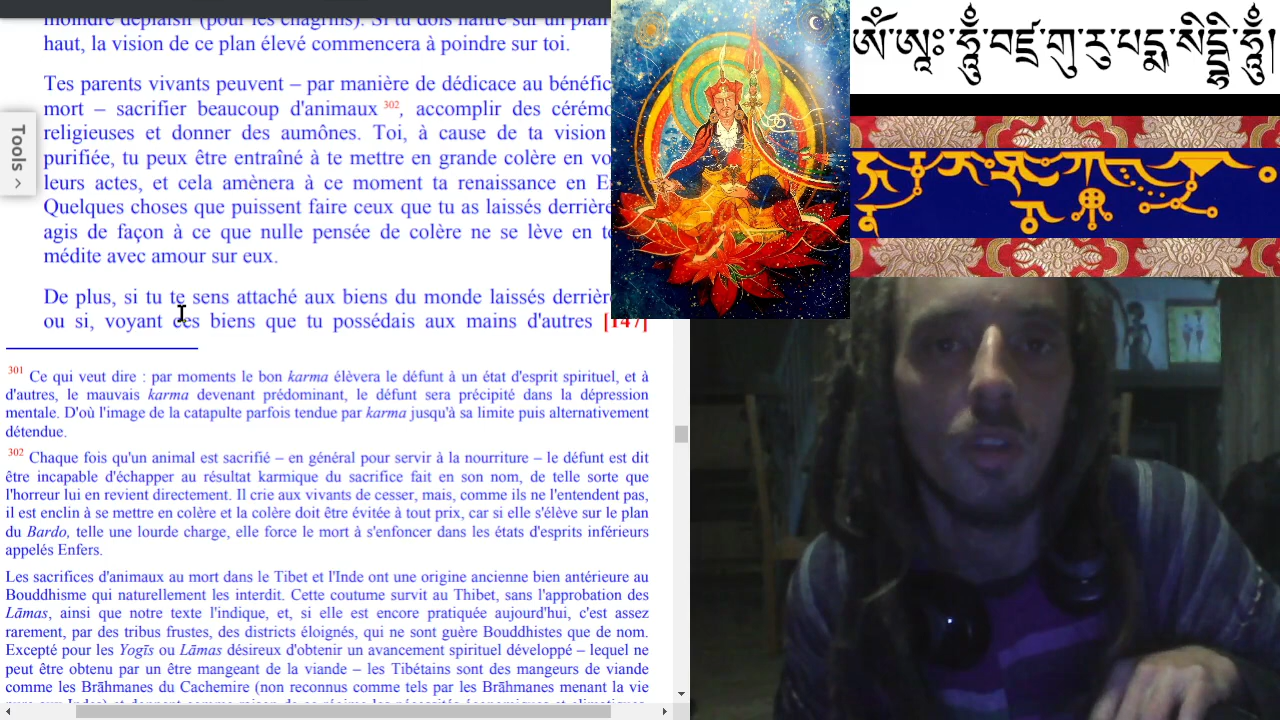 moindre déplaisir (pour les chagrins). Si tu dois naître sur un plan
haut, la vision de ce plan élevé commencera à poindre sur toi.
Tes parents vivants peuvent – par manière de dédicace au
mort – sacrifier beaucoup d'animaux 302, accomplir des
religieuses et donner des aumônes. Toi, à cause de ta vision
purifiée, tu peux être entraîné à te mettre en grande colère en
leurs actes, et cela amènera à ce moment ta renaissance en
Quelques choses que puissent faire ceux que tu as laissés
agis de façon à ce que nulle pensée de colère ne se lève en
médite avec amour sur eux.
De plus, si tu te sens attaché aux biens du monde laissés
ou si, voyant ces biens que tu possédais aux mains d'autres [147]
301 Ce qui veut dire : par moments le bon karma élèvera le défunt à un état d'esprit spirituel, et à
d'autres, le mauvais karma devenant prédominant, le défunt sera précipité dans la dépression
mentale. D'où l'image de la catapulte parfois tendue par karma jusqu'à sa limite puis alternativement
détendue.
302 Chaque fois qu'un animal est sacrifié – en général pour servir à la nourriture – le défunt est dit
être incapable d'échapper au résultat karmique du sacrifice fait en son nom, de telle sorte que
l'horreur lui en revient directement. Il crie aux vivants de cesser, mais, comme ils ne l'entendent pas,
il est enclin à se mettre en colère et la colère doit être évitée à tout prix, car si elle s'élève sur le plan
du Bardo, telle une lourde charge, elle force le mort à s'enfoncer dans les états d'esprits inférieurs
appelés Enfers.
Les sacrifices d'animaux au mort dans le Tibet et l'Inde ont une origine ancienne bien antérieure au
Bouddhisme qui naturellement les interdit. Cette coutume survit au Thibet, sans l'approbation des
Lāmas, ainsi que notre texte l'indique, et, si elle est encore pratiquée aujourd'hui, c'est assez
rarement, par des tribus frustes, des districts éloignés, qui ne sont guère Bouddhistes que de nom.
Excepté pour les Yogīs ou Lāmas désireux d'obtenir un avancement spirituel développé – lequel ne
peut être obtenu par un être mangeant de la viande – les Tibétains sont des mangeurs de viande
comme les Brāhmanes du Cachemire (non reconnus comme tels par les Brāhmanes menant la vie
Tools >
ༀ་ཨཱཿ་ཧཱུྃ་བཛྲ་གུ་རུ་པདྨ་སིདྡྷི་ཧཱུྃ།